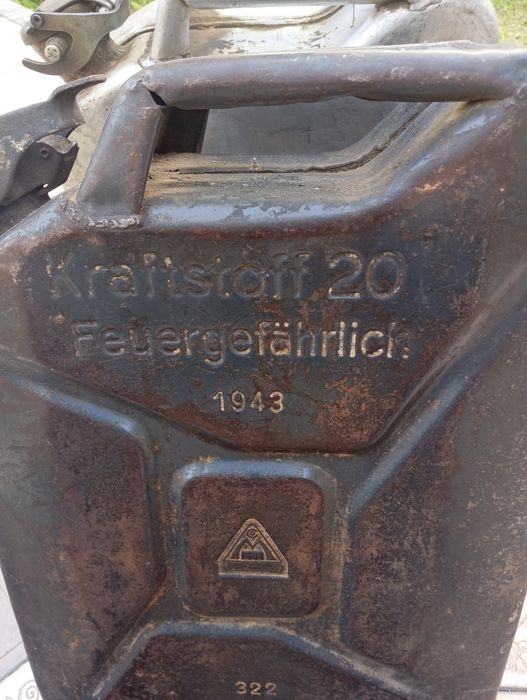 Kraftstoff 20 l
Feuergefährlich
1943
M
322